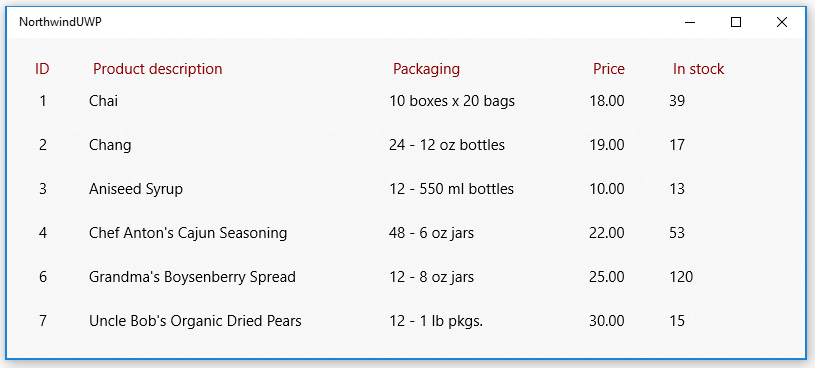 NorthwindUWP
ID Product description Packaging Price In stock
1 Chai 10 boxes x 20 bags 18.00 39
2 Chang 24 - 12 oz bottles 19.00 17
3 Aniseed Syrup 12 - 550 ml bottles 10.00 13
4 Chef Anton's Cajun Seasoning 48 - 6 oz jars 22.00 53
6 Grandma's Boysenberry Spread 12 - 8 oz jars 25.00 120
7 Uncle Bob's Organic Dried Pears 12 - 1 lb pkgs. 30.00 15